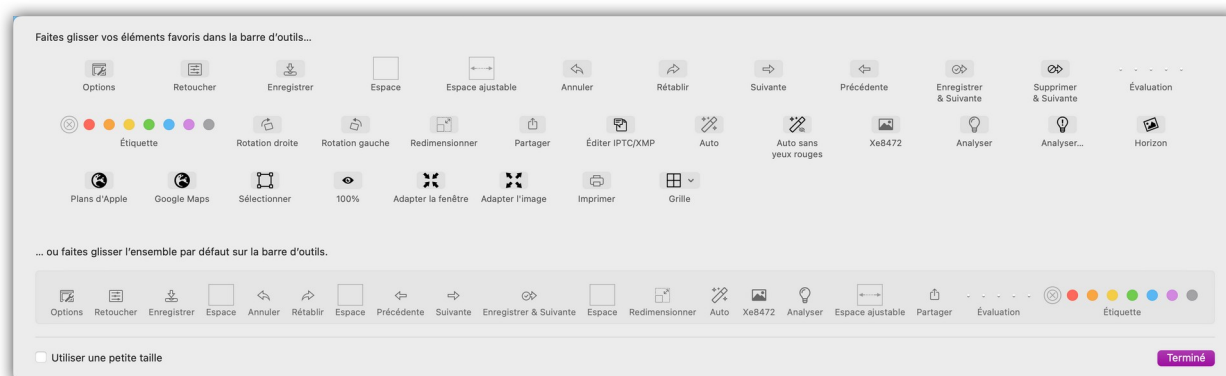 Faites glisser vos éléments favoris dans la barre d'outils...
Options Retoucher Enregistrer Espace Espace ajustable Annuler Rétablir Suivante Précédente Enregistrer & Suivante Supprimer & Suivante Évaluation
Étiquette Rotation droite Rotation gauche Redimensionner Partager Éditer IPTC/XMP Auto Auto sans yeux rouges Xe8472 Analyser Analyser... Horizon
Plans d'Apple Google Maps Sélectionner 100% Adapter la fenêtre Adapter l'image Imprimer Grille
... ou faites glisser l'ensemble par défaut sur la barre d'outils.
Options Retoucher Enregistrer Espace Annuler Rétablir Espace Précédente Suivante Enregistrer & Suivante Espace Redimensionner Auto Xe8472 Analyser Espace ajustable Partager Évaluation Étiquette
Utiliser une petite taille
Terminé